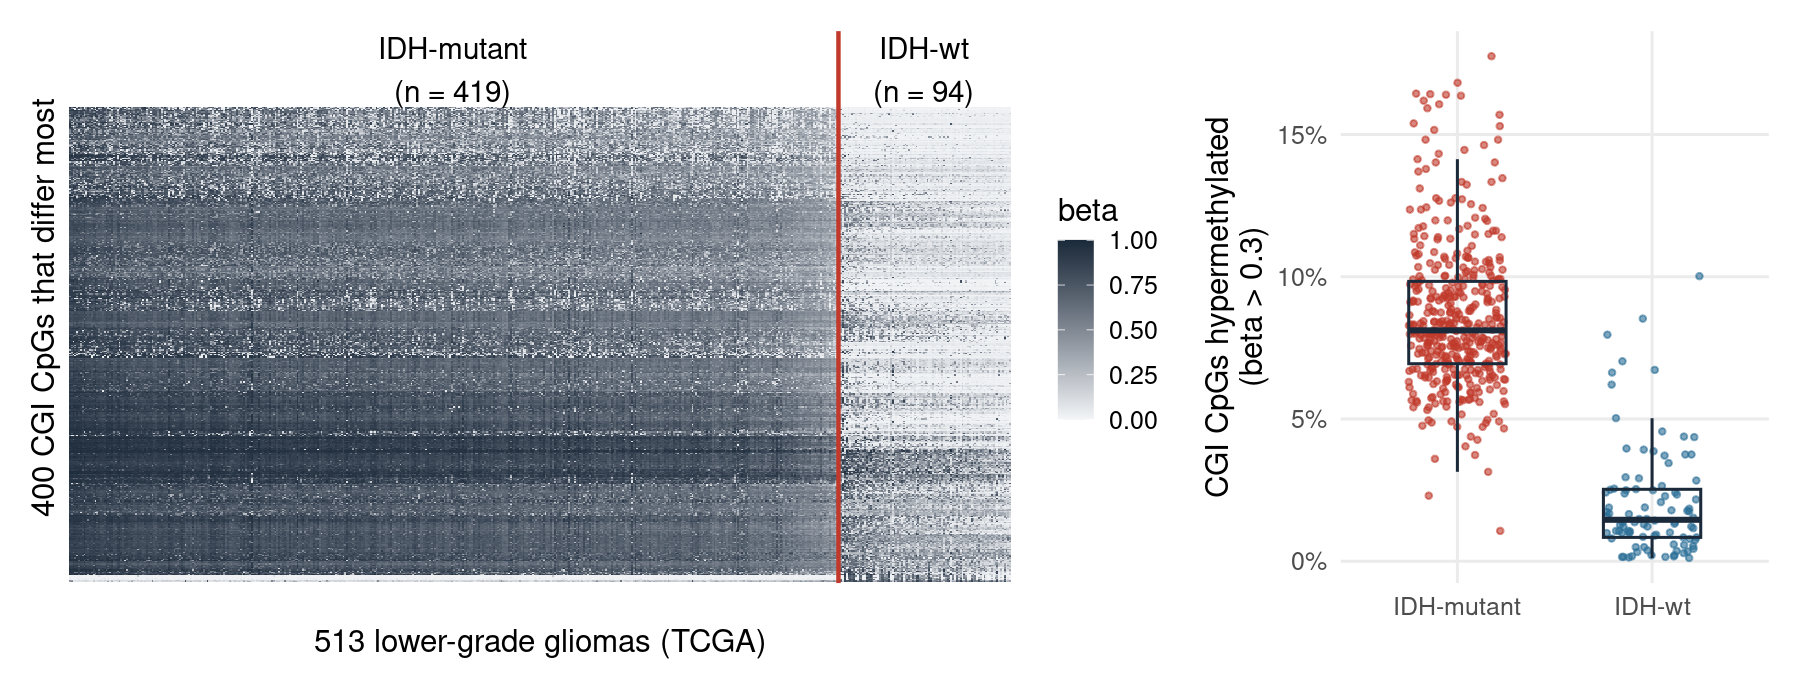 IDH-mutant
(n = 419)
IDH-wt
(n = 94)
400 CGI CpGs that differ most
513 lower-grade gliomas (TCGA)
beta
1.00
0.75
0.50
0.25
0.00
CGI CpGs hypermethylated
(beta > 0.3)
15%
10%
5%
0%
IDH-mutant
IDH-wt